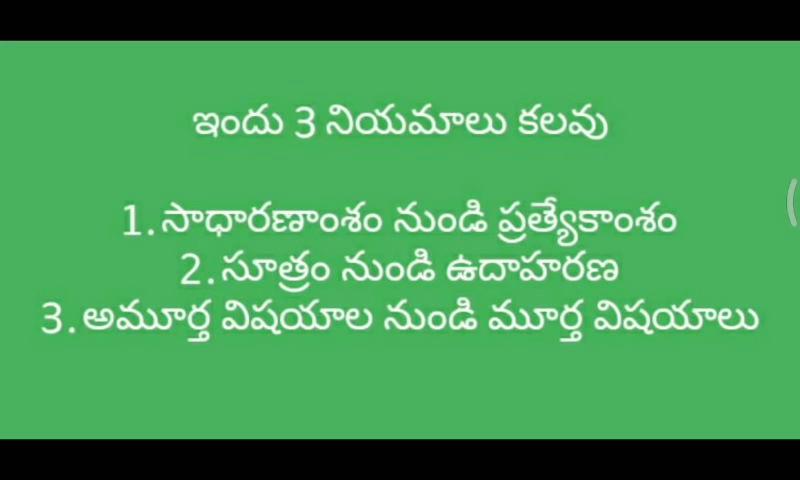 ఇందు 3 నియమాలు కలవు
1.సాధారణాంశం నుండి ప్రత్యేకాంశం
2.సూత్రం నుండి ఉదాహరణ
3.అమూర్త విషయాల నుండి మూర్త విషయాలు